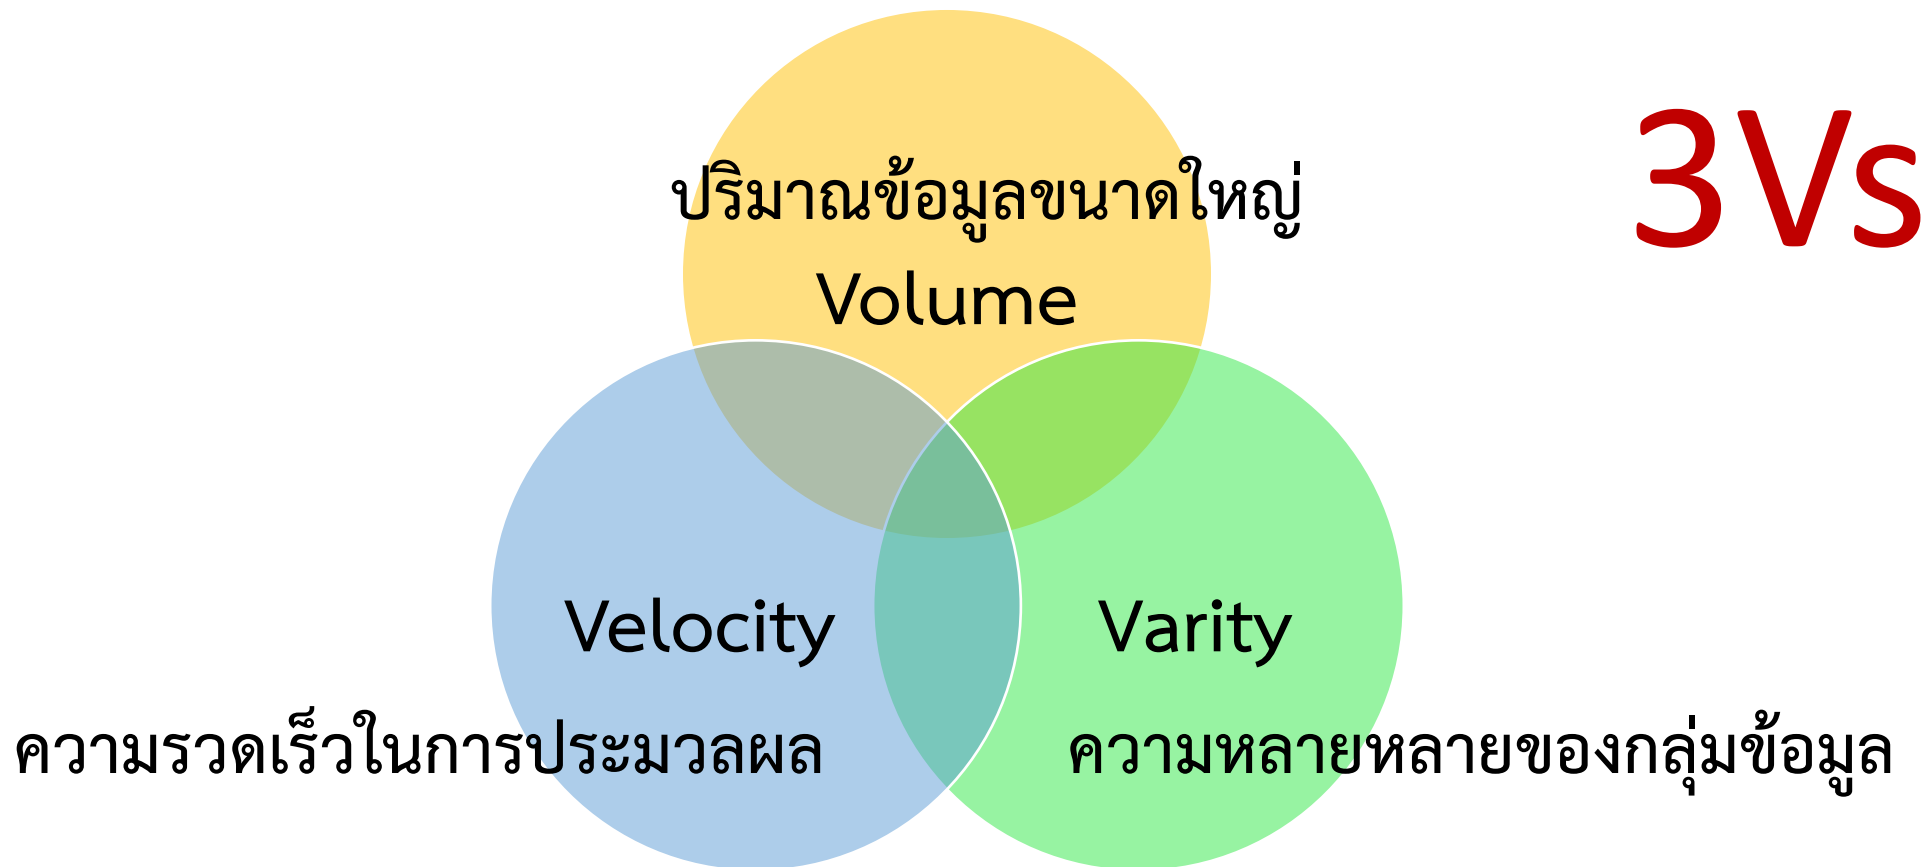 3Vs
ปริมาณข้อมูลขนาดใหญ่
Volume
Velocity
Varity
ความรวดเร็วในการประมวลผล
ความหลายหลายของกลุ่มข้อมูล